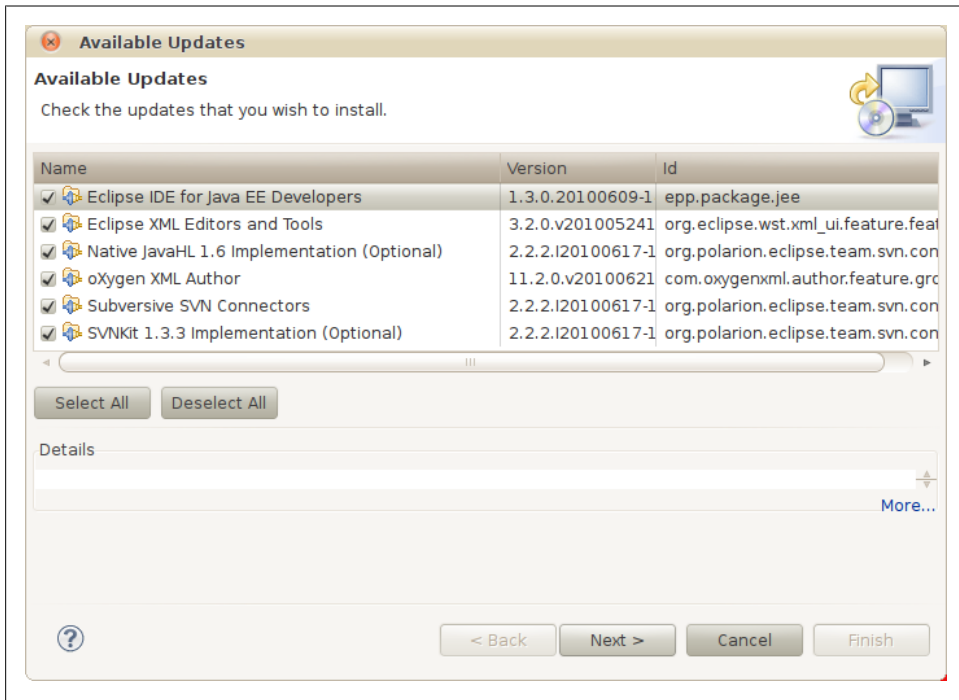 Available Updates
Available Updates
Check the updates that you wish to install.
Name Version Id
Eclipse IDE for Java EE Developers 1.3.0.20100609-1 epp.package.jee
Eclipse XML Editors and Tools 3.2.0.v201005241 org.eclipse.wst.xml_ui.feature.feat
Native JavaHL 1.6 Implementation (Optional) 2.2.2.I20100617-1 org.polarion.eclipse.team.svn.con
oXygen XML Author 11.2.0.v20100621 com.oxygenxml.author.feature.gro
Subversive SVN Connectors 2.2.2.I20100617-1 org.polarion.eclipse.team.svn.con
SVNKit 1.3.3 Implementation (Optional) 2.2.2.I20100617-1 org.polarion.eclipse.team.svn.con
Select All Deselect All
Details
More...
? < Back Next > Cancel Finish